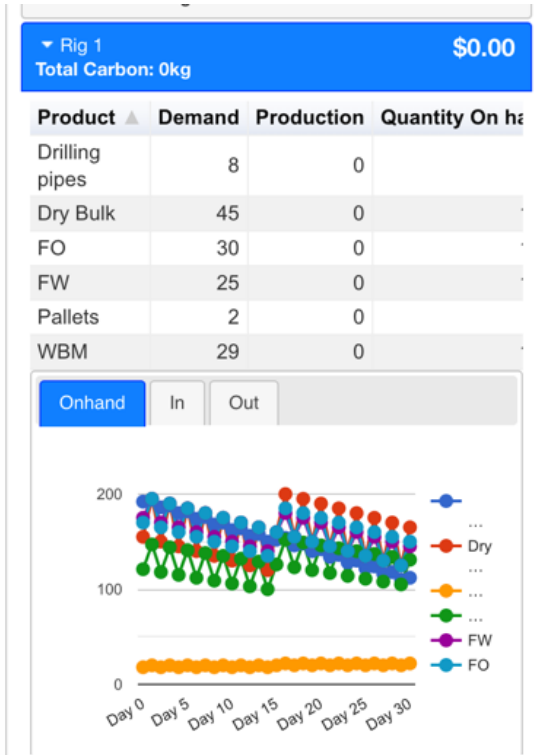 Rig 1 $0.00
Total Carbon: 0kg
Product Demand Production Quantity On
Drilling
pipes 8 0
Dry Bulk 45 0
FO 30 0
FW 25 0
Pallets 2 0
WBM 29 0
Onhand In Out
200
100
0
Day 0 Day 5 Day 10 Day 15 Day 20 Day 25 Day 30
...
Dry
...
...
...
FW
FO